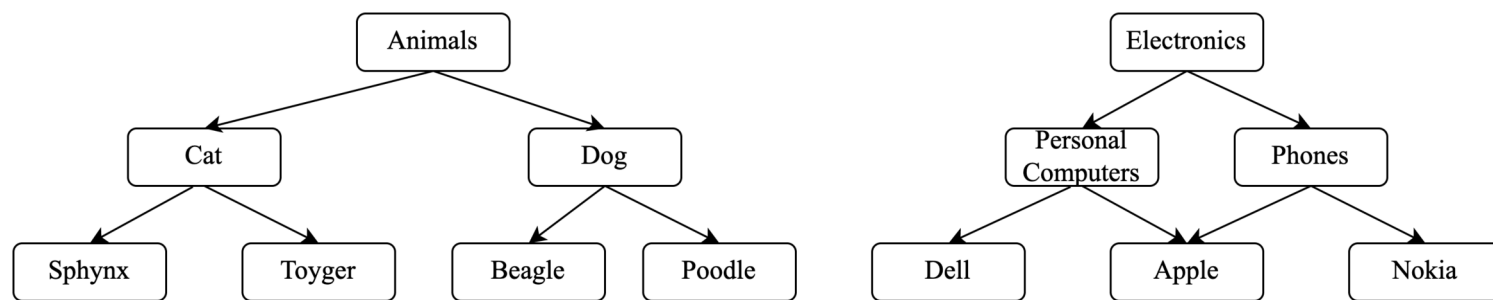 Animals
Electronics
Cat
Dog
Personal
Computers
Phones
Sphynx
Toyger
Beagle
Poodle
Dell
Apple
Nokia